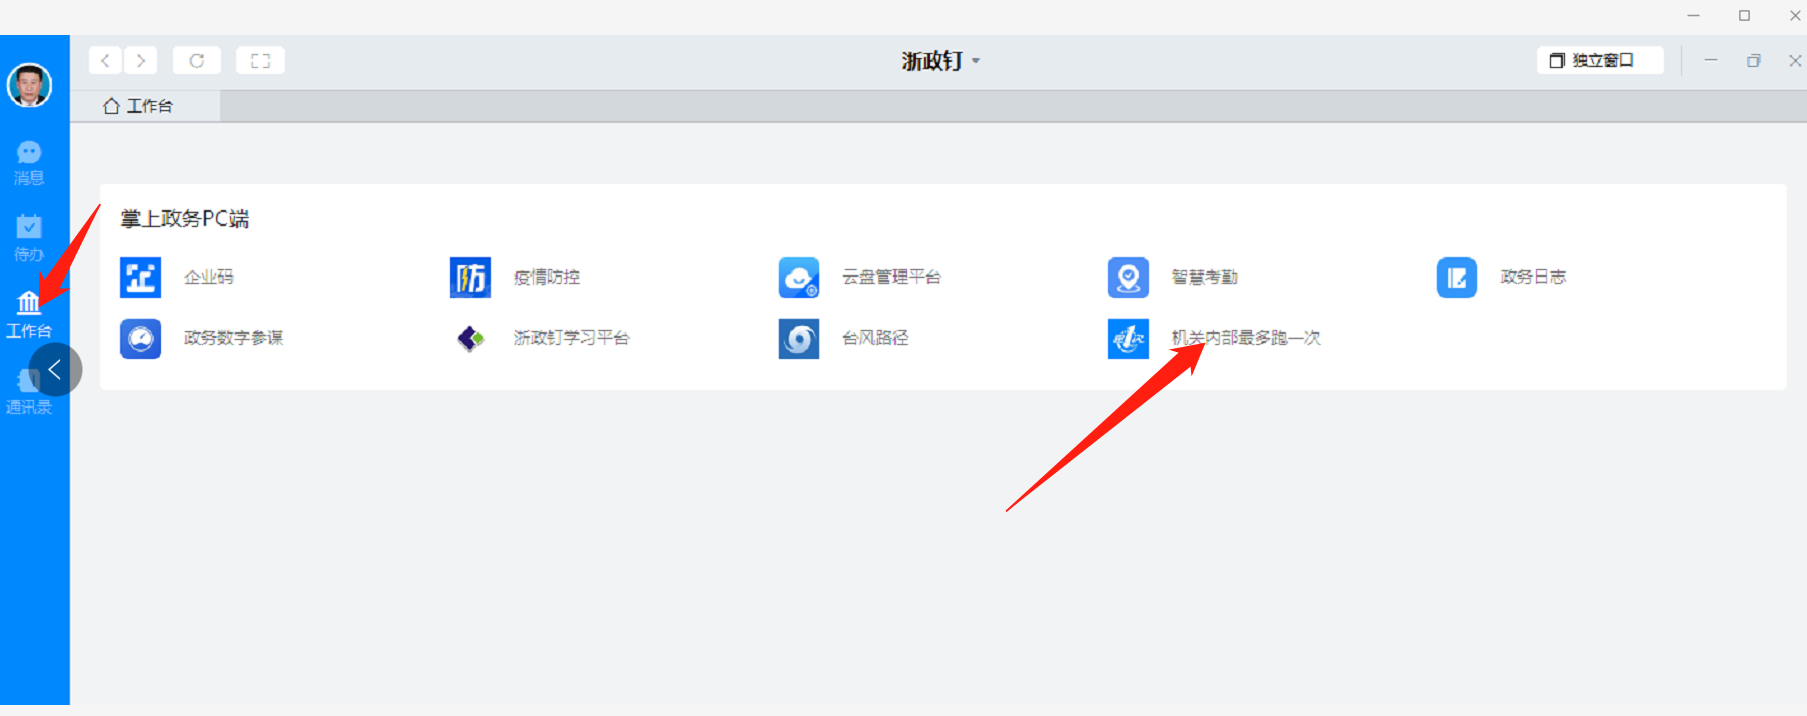 浙政钉
独立窗口
工作台
消息
待办
工作台
通讯录
掌上政务PC端
企业码
防
疫情防控
云盘管理平台
智慧考勤
政务日志
政务数字参谋
浙政钉学习平台
台风路径
机关内部最多跑一次